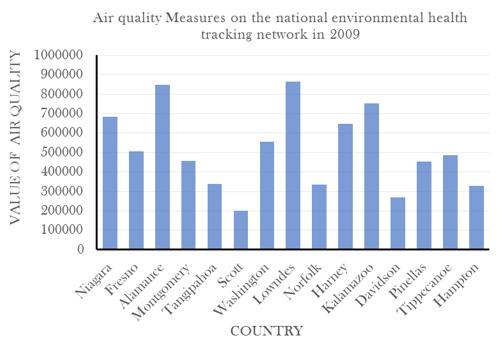 Air quality Measures on the national environmental health
tracking network in 2009
VALUE OF AIR QUALITY
1000000
900000
800000
700000
600000
500000
400000
300000
200000
100000
0
Niagara
Fresno
Alamance
Montgomery
Tangipahoa
Scott
Washington
Lowndes
Norfolk
Harney
Kalamazoo
Davidson
Pinellas
Tippecanoe
Hampton
COUNTRY